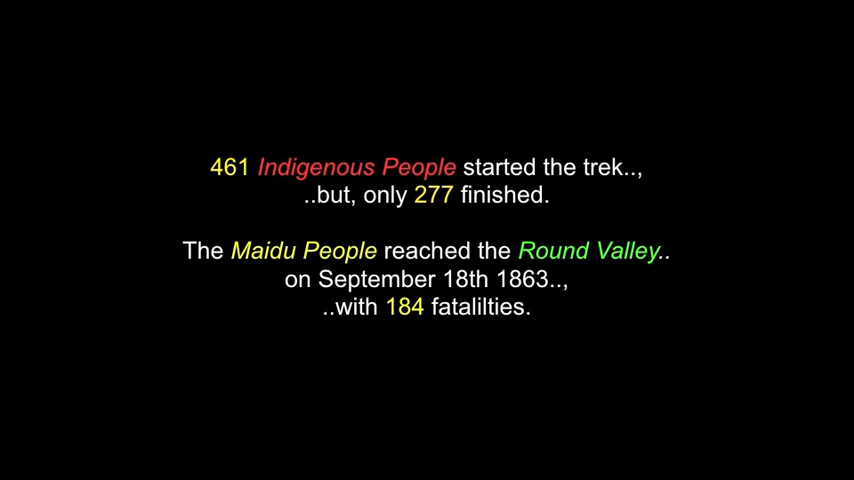 461 Indigenous People started the trek..,
..but, only 277 finished.
The Maidu People reached the Round Valley..
on September 18th 1863..,
..with 184 fatalilties.